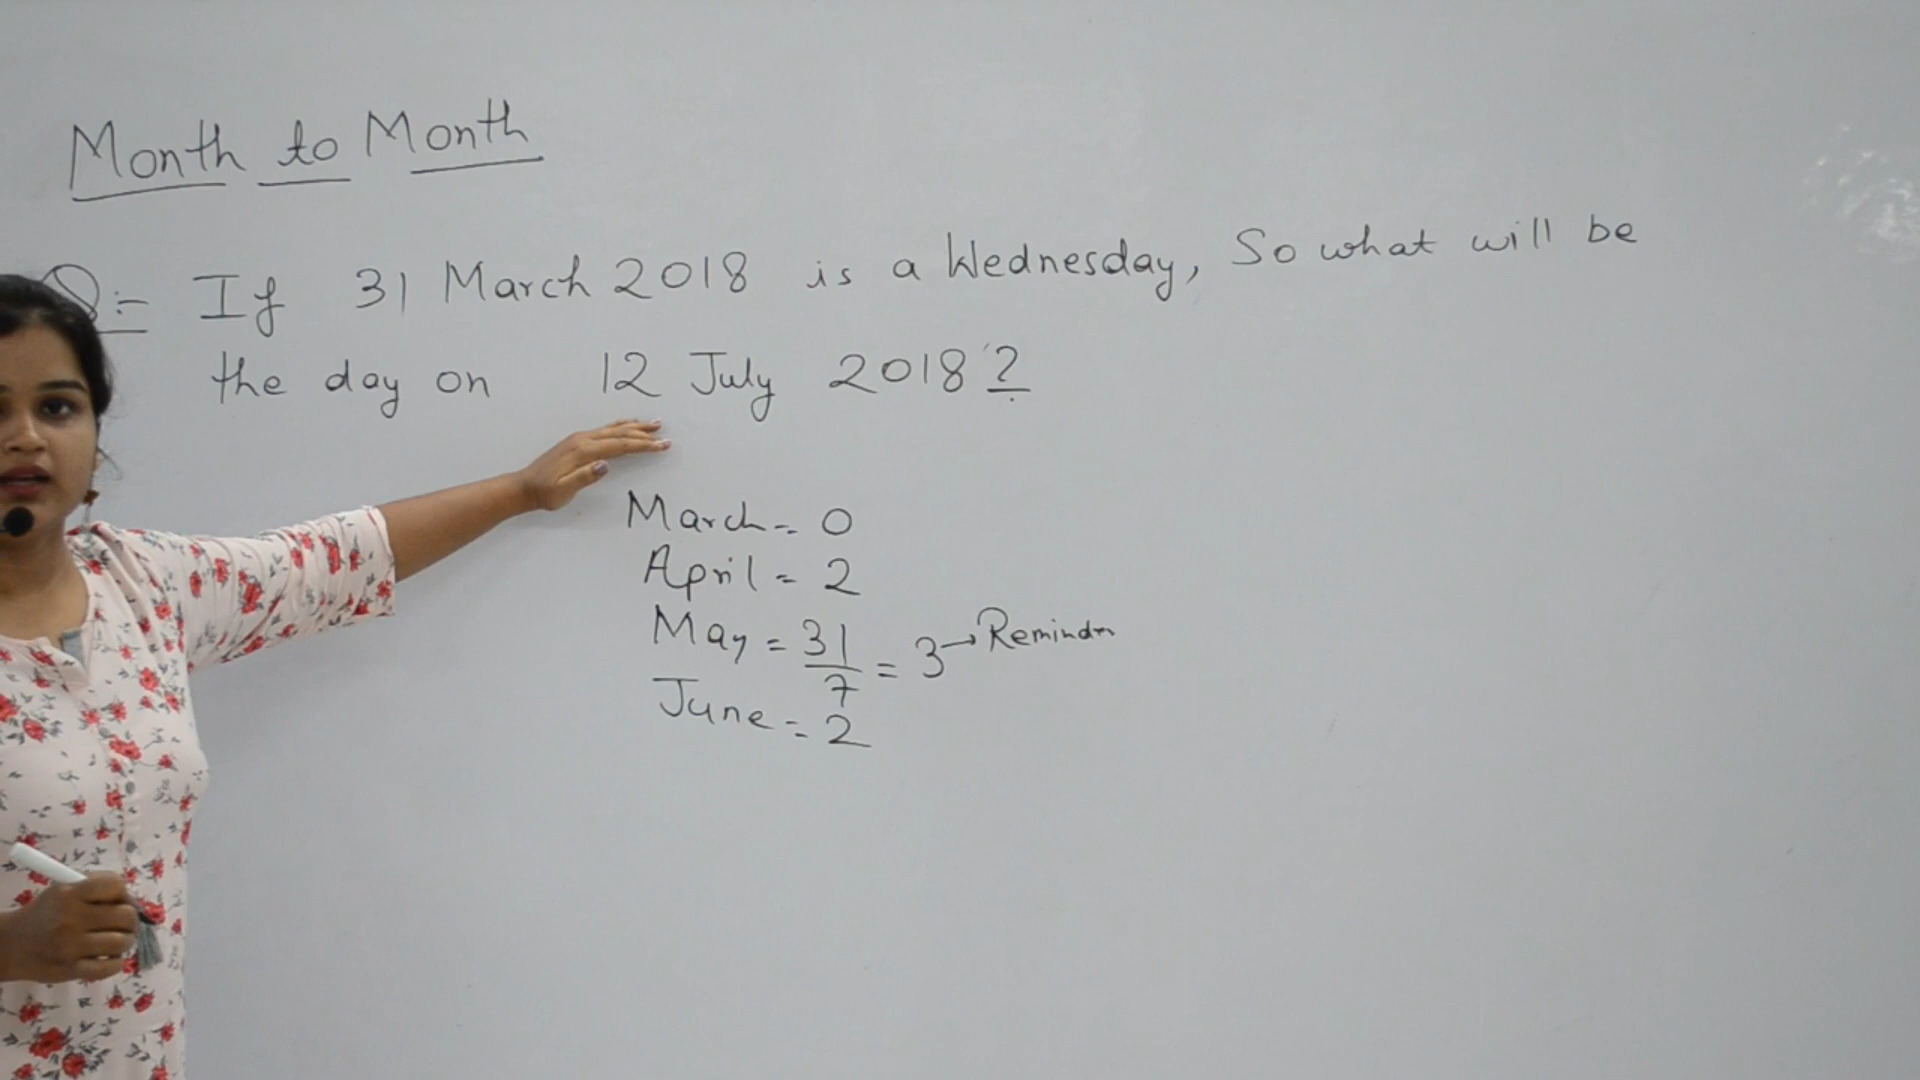 Month to Month
Q:- If 31 March 2018 is a Wednesday, So what will be
the day on 12 July 2018?
March = 0
April = 2
May = 31/7 = 3 → Remindr
June = 2